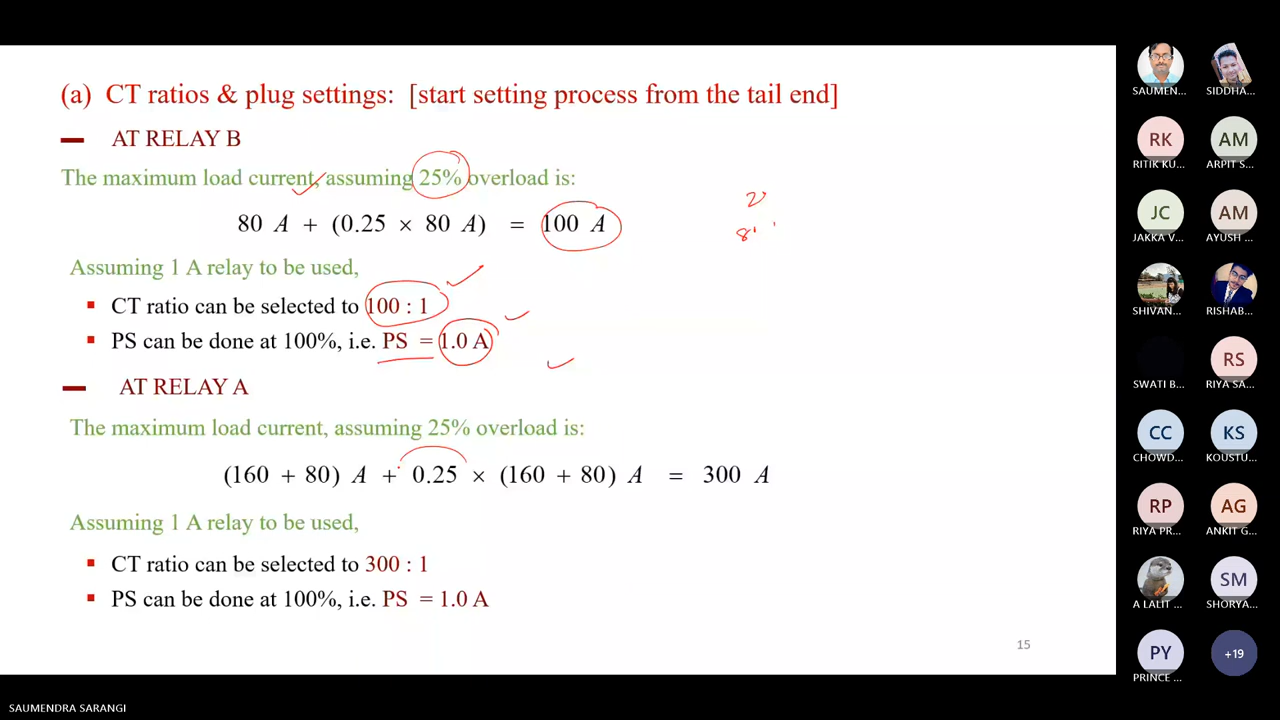 (a) CT ratios & plug settings: [start setting process from the tail end]
AT RELAY B
The maximum load current, assuming 25% overload is:
80 A + (0.25 × 80 A) = 100 A
Assuming 1 A relay to be used,
▪ CT ratio can be selected to 100 : 1
▪ PS can be done at 100%, i.e. PS = 1.0 A
AT RELAY A
The maximum load current, assuming 25% overload is:
(160 + 80) A + 0.25 × (160 + 80) A = 300 A
Assuming 1 A relay to be used,
▪ CT ratio can be selected to 300 : 1
▪ PS can be done at 100%, i.e. PS = 1.0 A
15
SAUMEN...
SIDDHA...
RK
AM
RITIK KU...
ARPIT S...
JC
AM
JAKKA V...
AYUSH ...
SHIVAN...
RISHAB...
RS
SWATI B...
RIYA SA...
CC
KS
CHOWD...
KOUSTU...
RP
AG
RIYA PR...
ANKIT G...
SM
A LALIT ...
SHORYA...
PY
+19
PRINCE ...
SAUMENDRA SARANGI